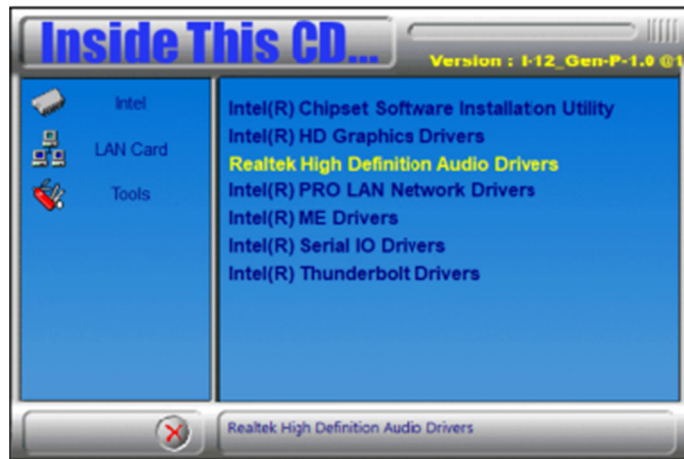 Inside This CD...
Version : I-12_Gen-P-1.0 @1
Intel
LAN Card
Tools
Intel(R) Chipset Software Installation Utility
Intel(R) HD Graphics Drivers
Realtek High Definition Audio Drivers
Intel(R) PRO LAN Network Drivers
Intel(R) ME Drivers
Intel(R) Serial IO Drivers
Intel(R) Thunderbolt Drivers
Realtek High Definition Audio Drivers